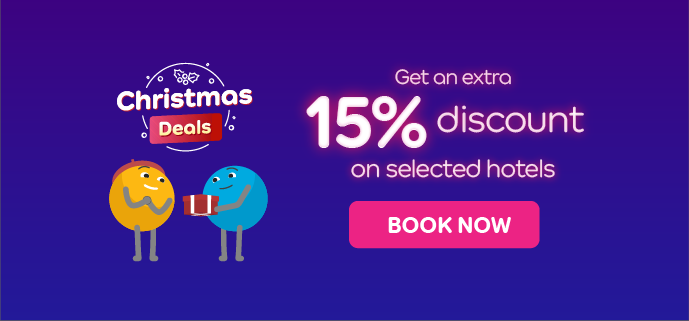 Christmas
Deals
Get an extra
15% discount
on selected hotels
BOOK NOW